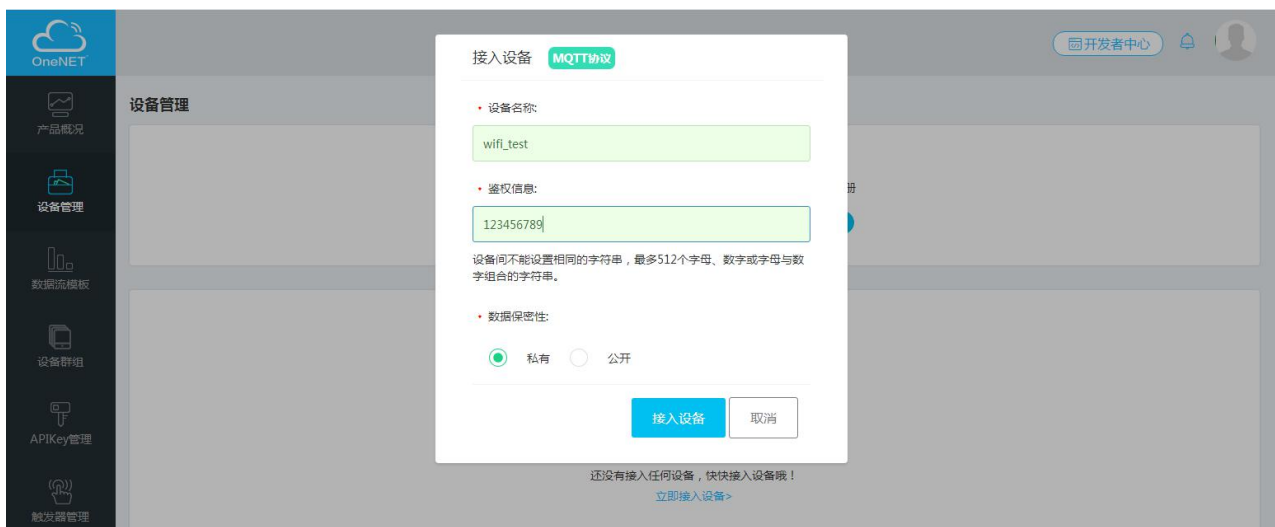 OneNET
开发者中心
产品概况
设备管理
数据流模板
设备群组
APIKey管理
触发器管理
设备管理
接入设备 MQTT协议
• 设备名称:
wifi_test
• 鉴权信息:
123456789
设备间不能设置相同的字符串，最多512个字母、数字或字母与数
字组合的字符串。
• 数据保密性:
私有 公开
接入设备 取消
册
还没有接入任何设备，快快接入设备哦！
立即接入设备>